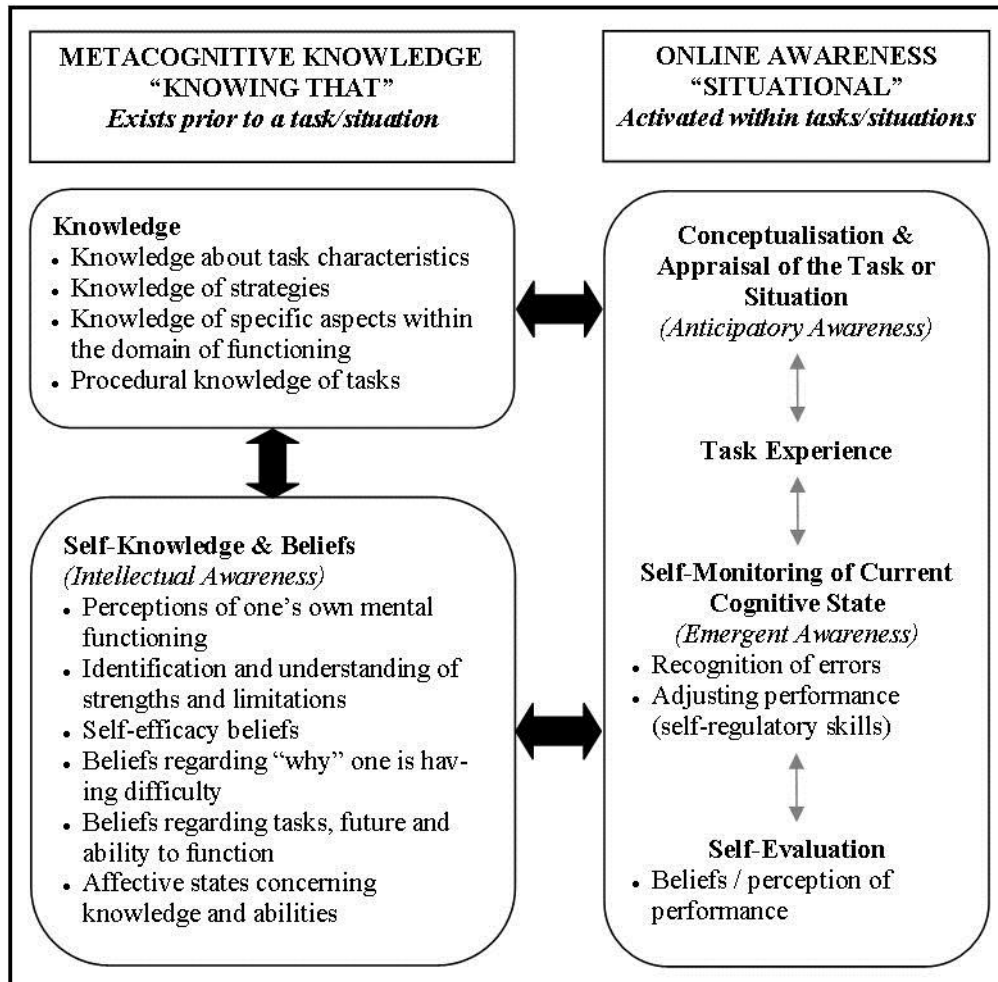 METACOGNITIVE KNOWLEDGE
“KNOWING THAT”
Exists prior to a task/situation
ONLINE AWARENESS
“SITUATIONAL”
Activated within tasks/situations
Knowledge
• Knowledge about task characteristics
• Knowledge of strategies
• Knowledge of specific aspects within
the domain of functioning
• Procedural knowledge of tasks
Self-Knowledge & Beliefs
(Intellectual Awareness)
• Perceptions of one’s own mental
functioning
• Identification and understanding of
strengths and limitations
• Self-efficacy beliefs
• Beliefs regarding “why” one is hav-
ing difficulty
• Beliefs regarding tasks, future and
ability to function
• Affective states concerning
knowledge and abilities
Conceptualisation &
Appraisal of the Task or
Situation
(Anticipatory Awareness)
Task Experience
Self-Monitoring of Current
Cognitive State
(Emergent Awareness)
• Recognition of errors
• Adjusting performance
(self-regulatory skills)
Self-Evaluation
• Beliefs / perception of
performance